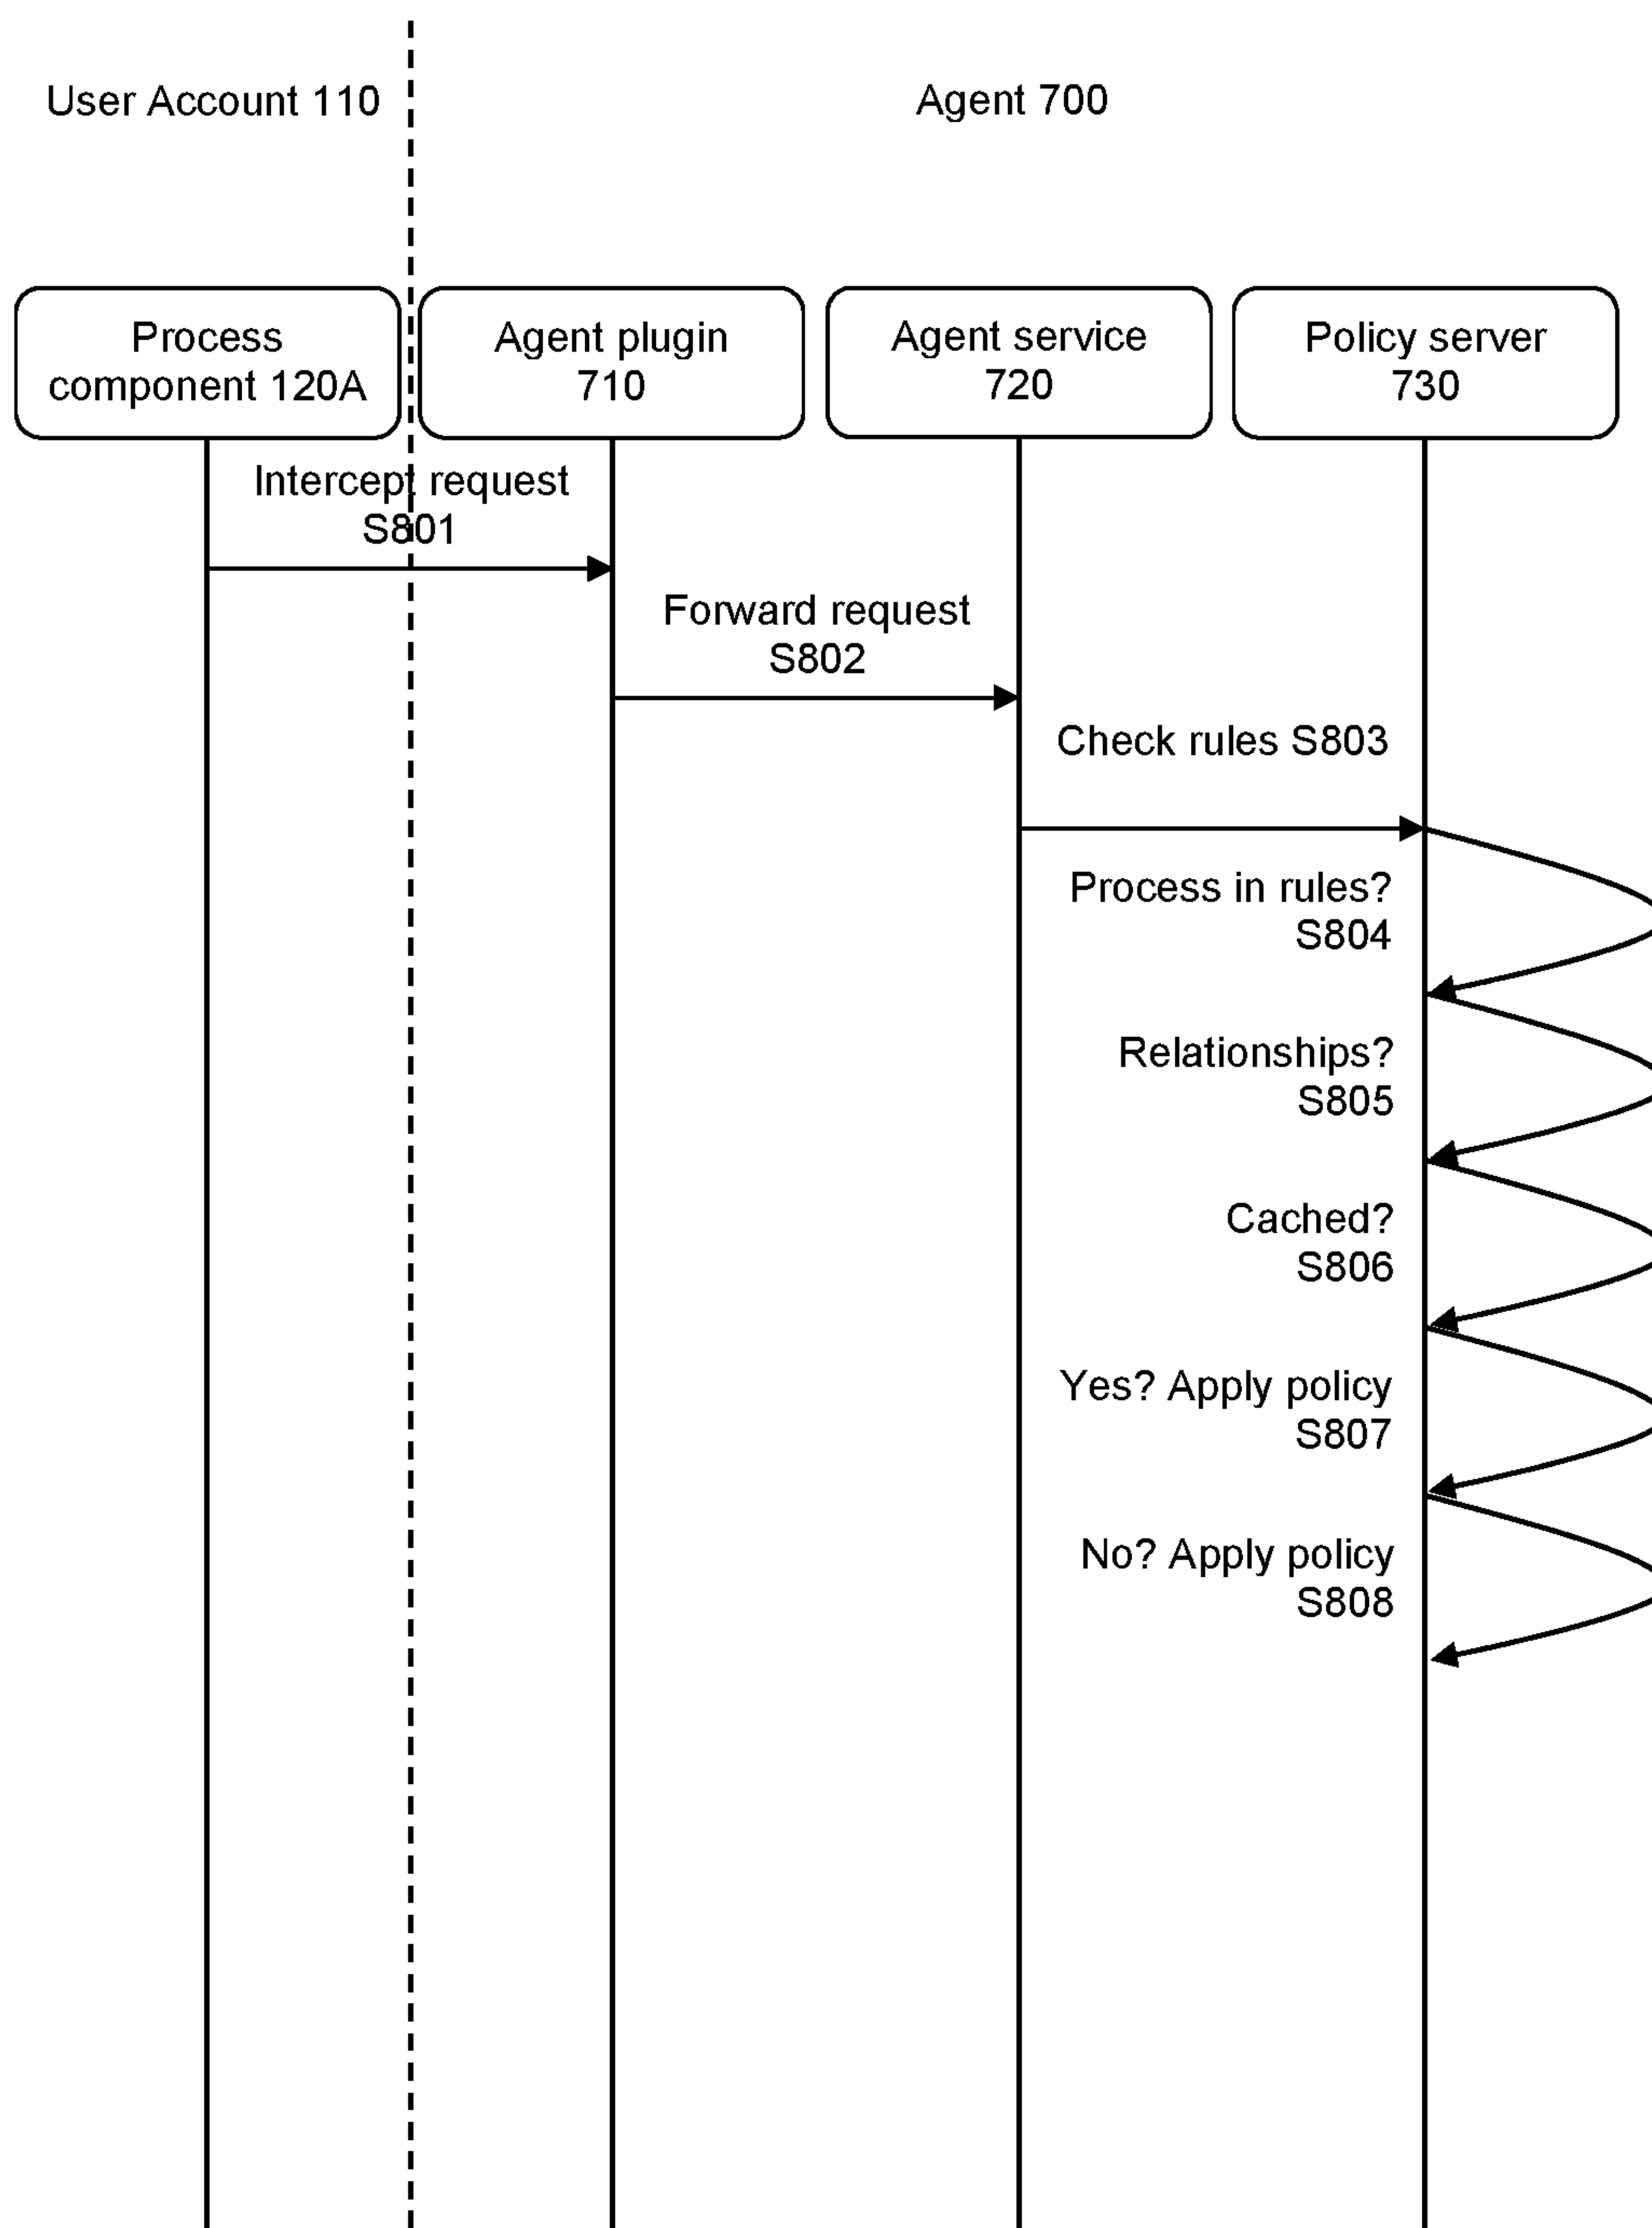 User Account 110
Agent 700
Process
component 120A
Agent plugin
710
Agent service
720
Policy server
730
Intercept request
S801
Forward request
S802
Check rules S803
Process in rules?
S804
Relationships?
S805
Cached?
S806
Yes? Apply policy
S807
No? Apply policy
S808